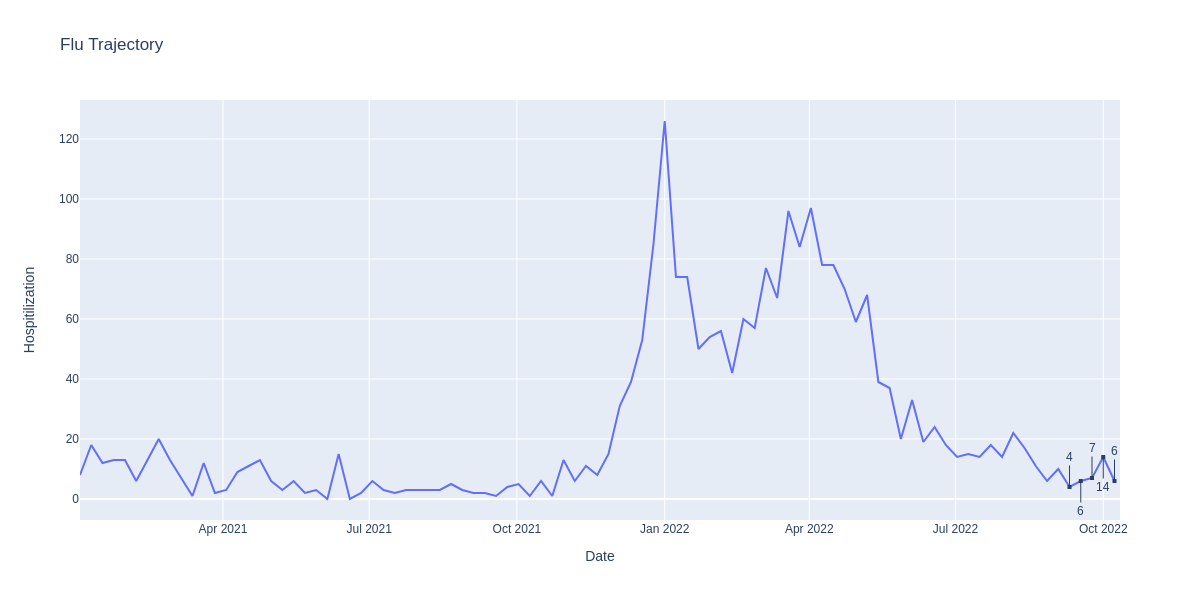 Flu Trajectory
120
100
80
60
40
20
0
Hospitilization
4
6
7
14
6
Apr 2021
Jul 2021
Oct 2021
Jan 2022
Apr 2022
Jul 2022
Oct 2022
Date